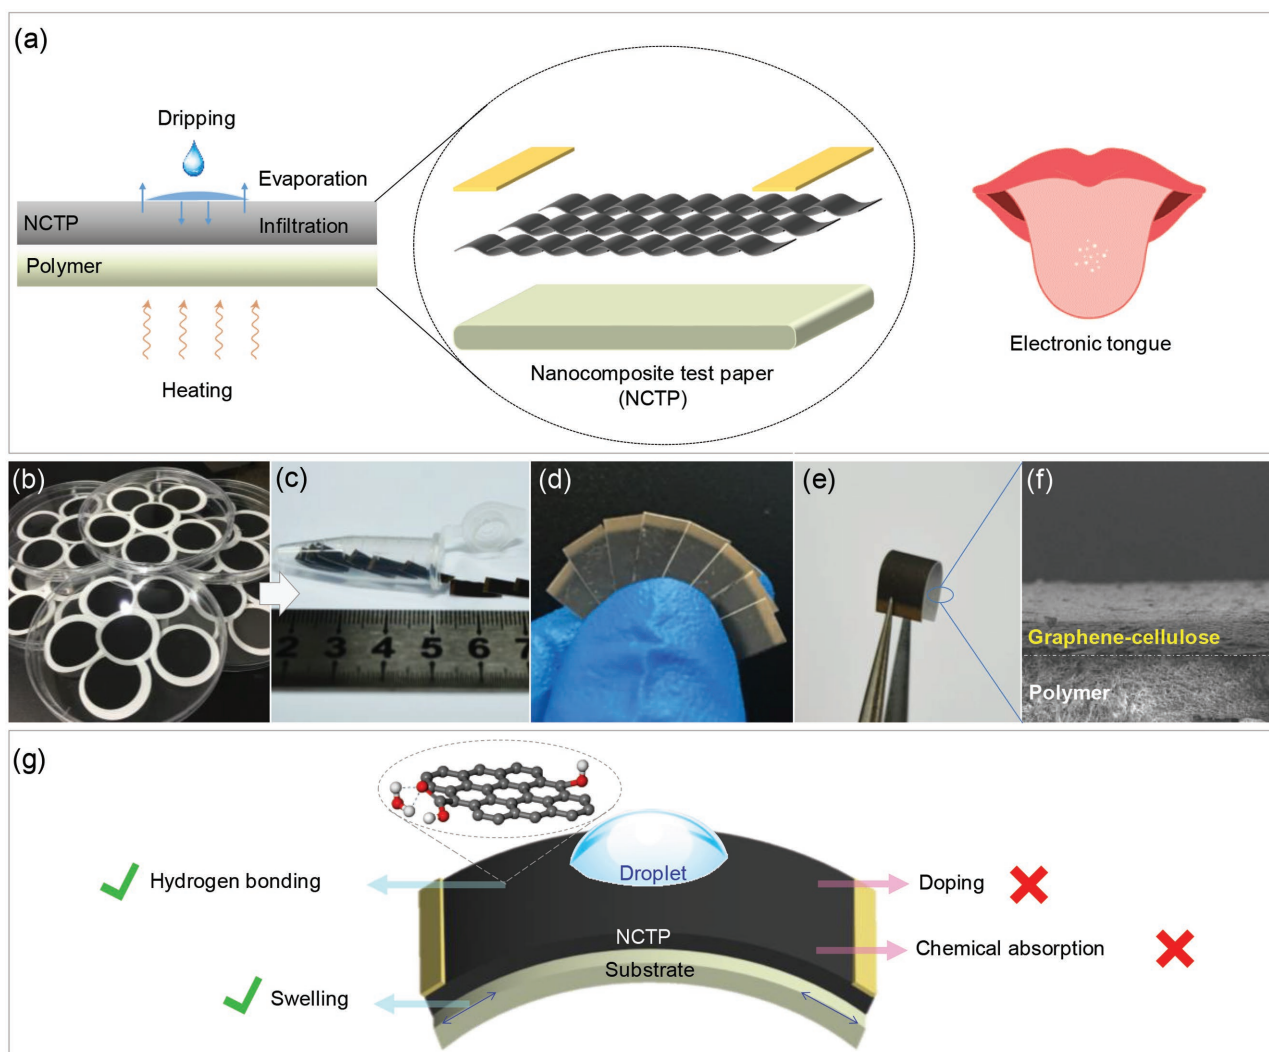 (a)
Dripping
Evaporation
NCTP
Infiltration
Polymer
Heating
Nanocomposite test paper
(NCTP)
Electronic tongue
(b)
(c)
2 3 4 5 6 7
(d)
(e)
(f)
Graphene-cellulose
Polymer
(g)
Droplet
Hydrogen bonding
Doping
NCTP
Chemical absorption
Substrate
Swelling